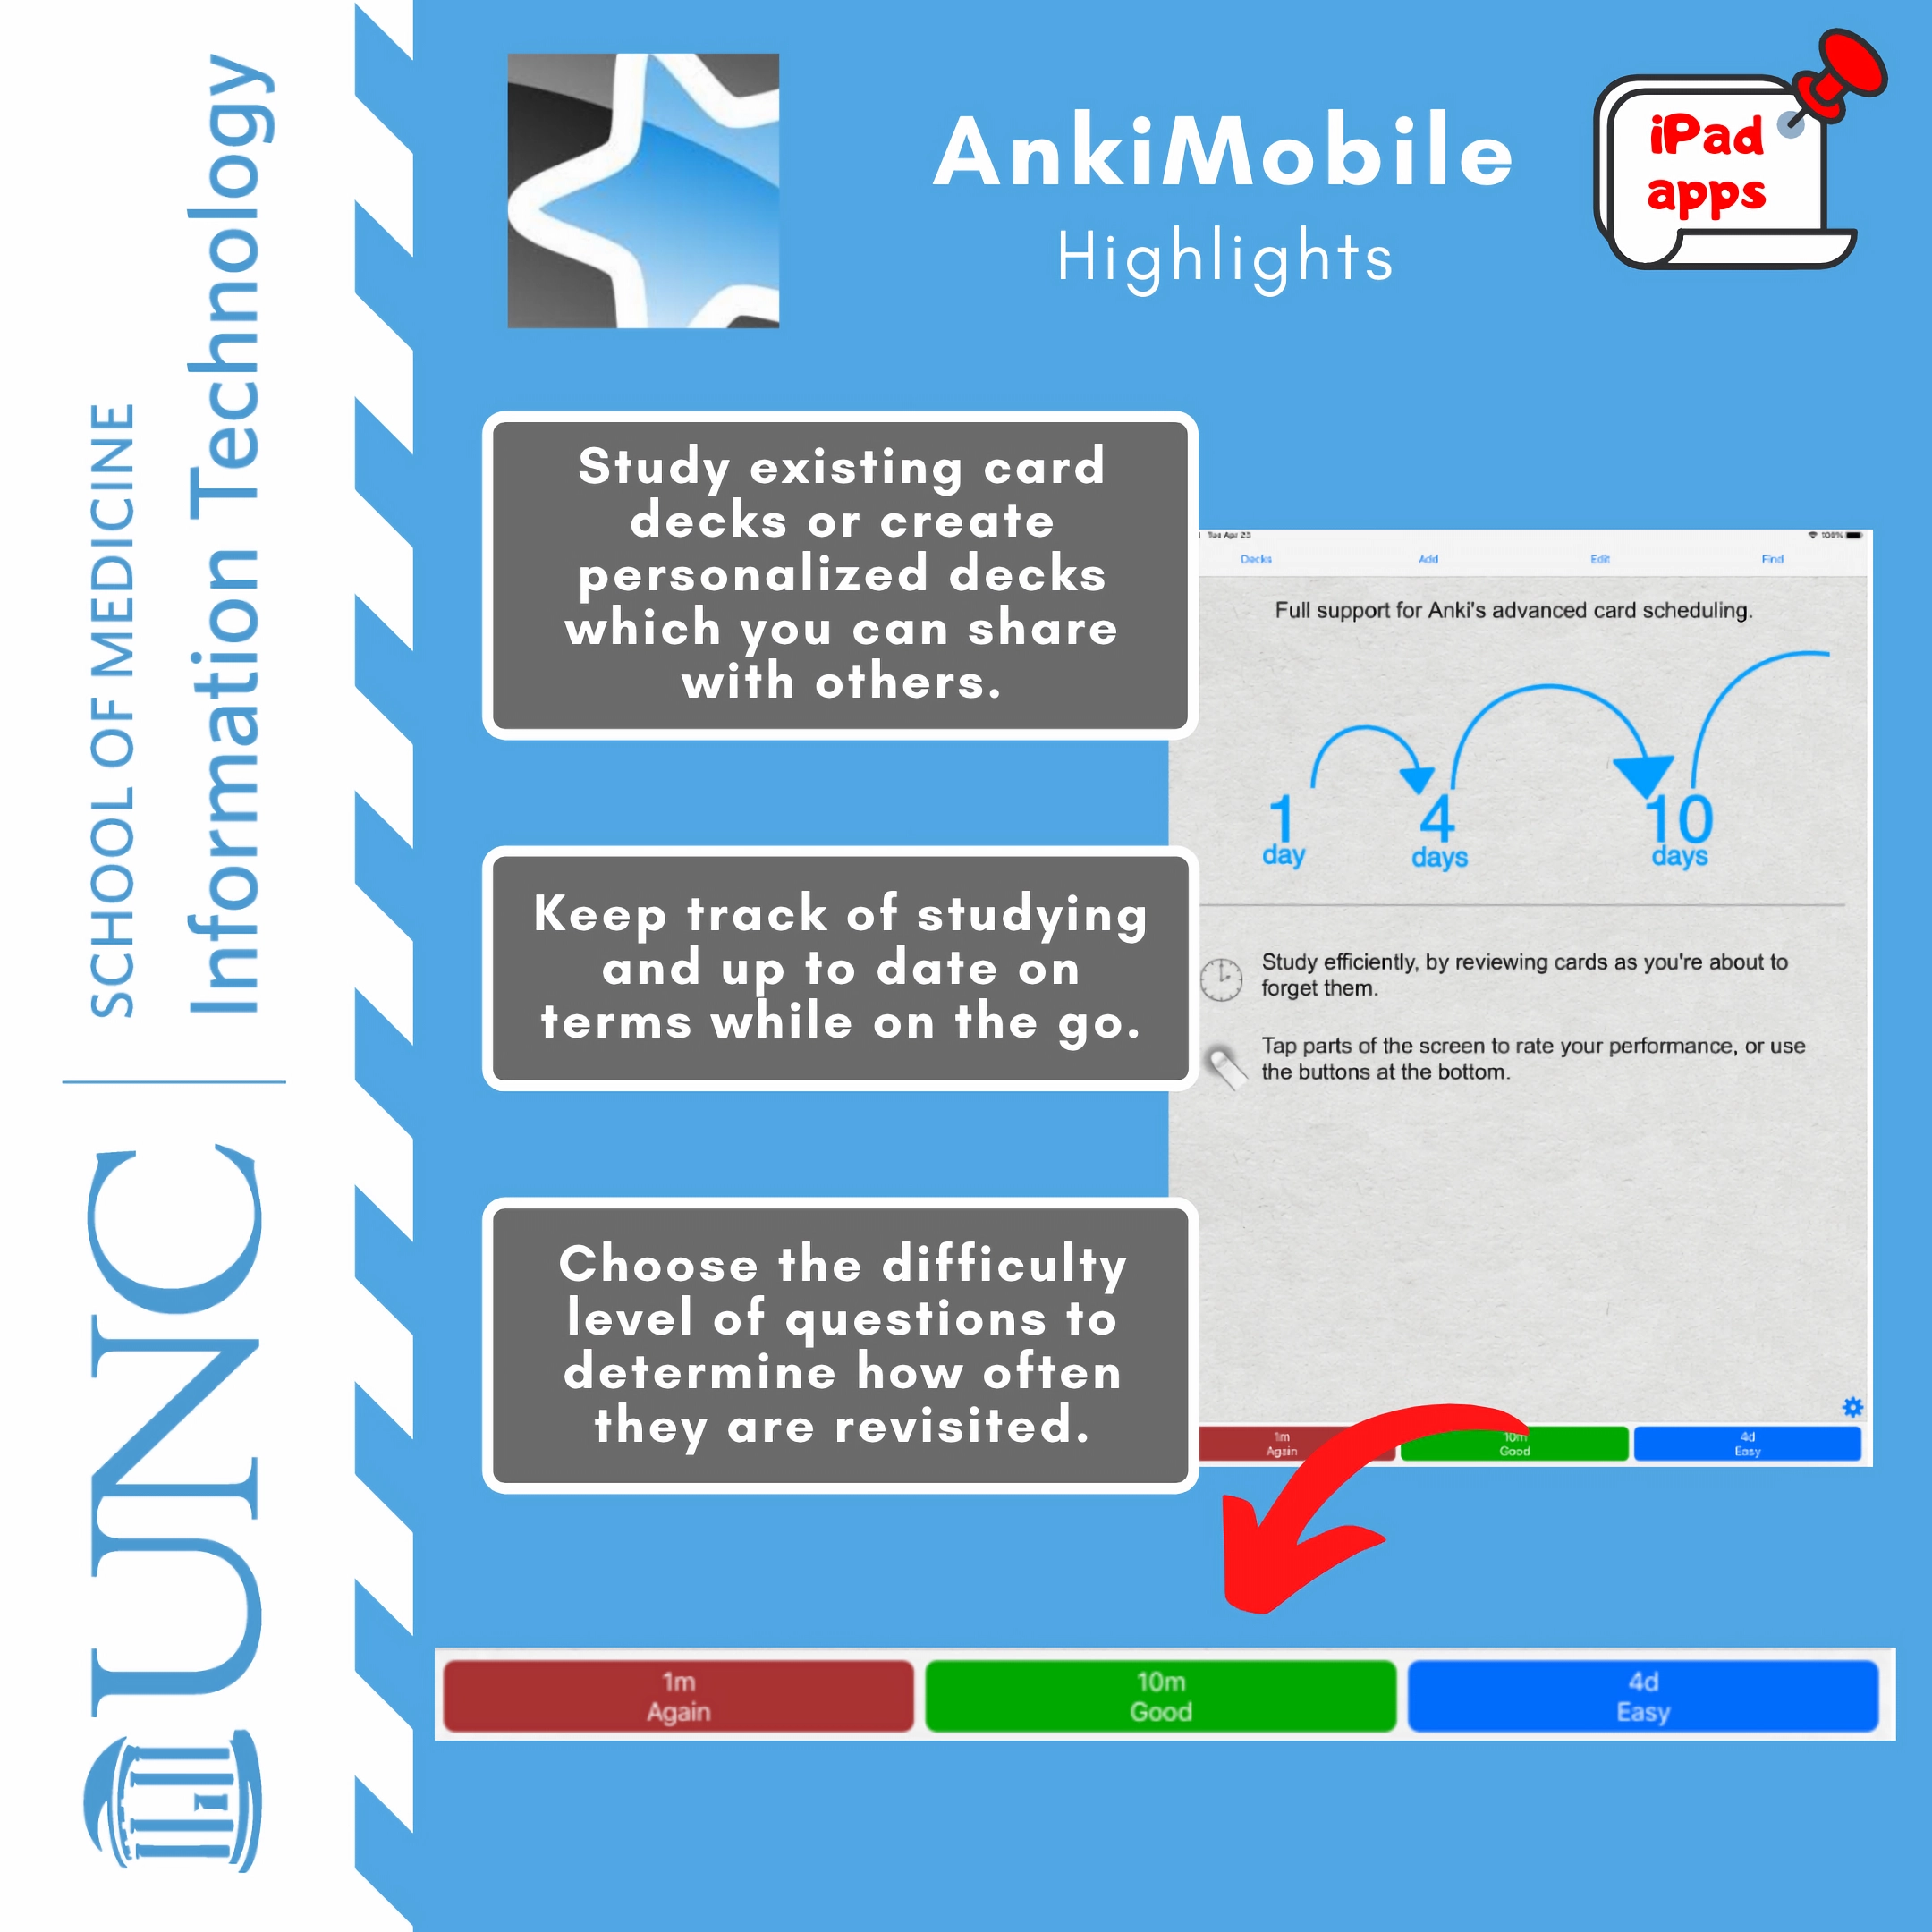 UNC
SCHOOL OF MEDICINE
Information Technology
AnkiMobile
Highlights
iPad
apps
Study existing card
decks or create
personalized decks
which you can share
with others.
Keep track of studying
and up to date on
terms while on the go.
Choose the difficulty
level of questions to
determine how often
they are revisited.
Tue Apr 23
100%
Decks
Add
Edit
Find
Full support for Anki's advanced card scheduling.
1
day
4
days
10
days
Study efficiently, by reviewing cards as you're about to
forget them.
Tap parts of the screen to rate your performance, or use
the buttons at the bottom.
1m
Again
10m
Good
4d
Easy
1m
Again
10m
Good
4d
Easy